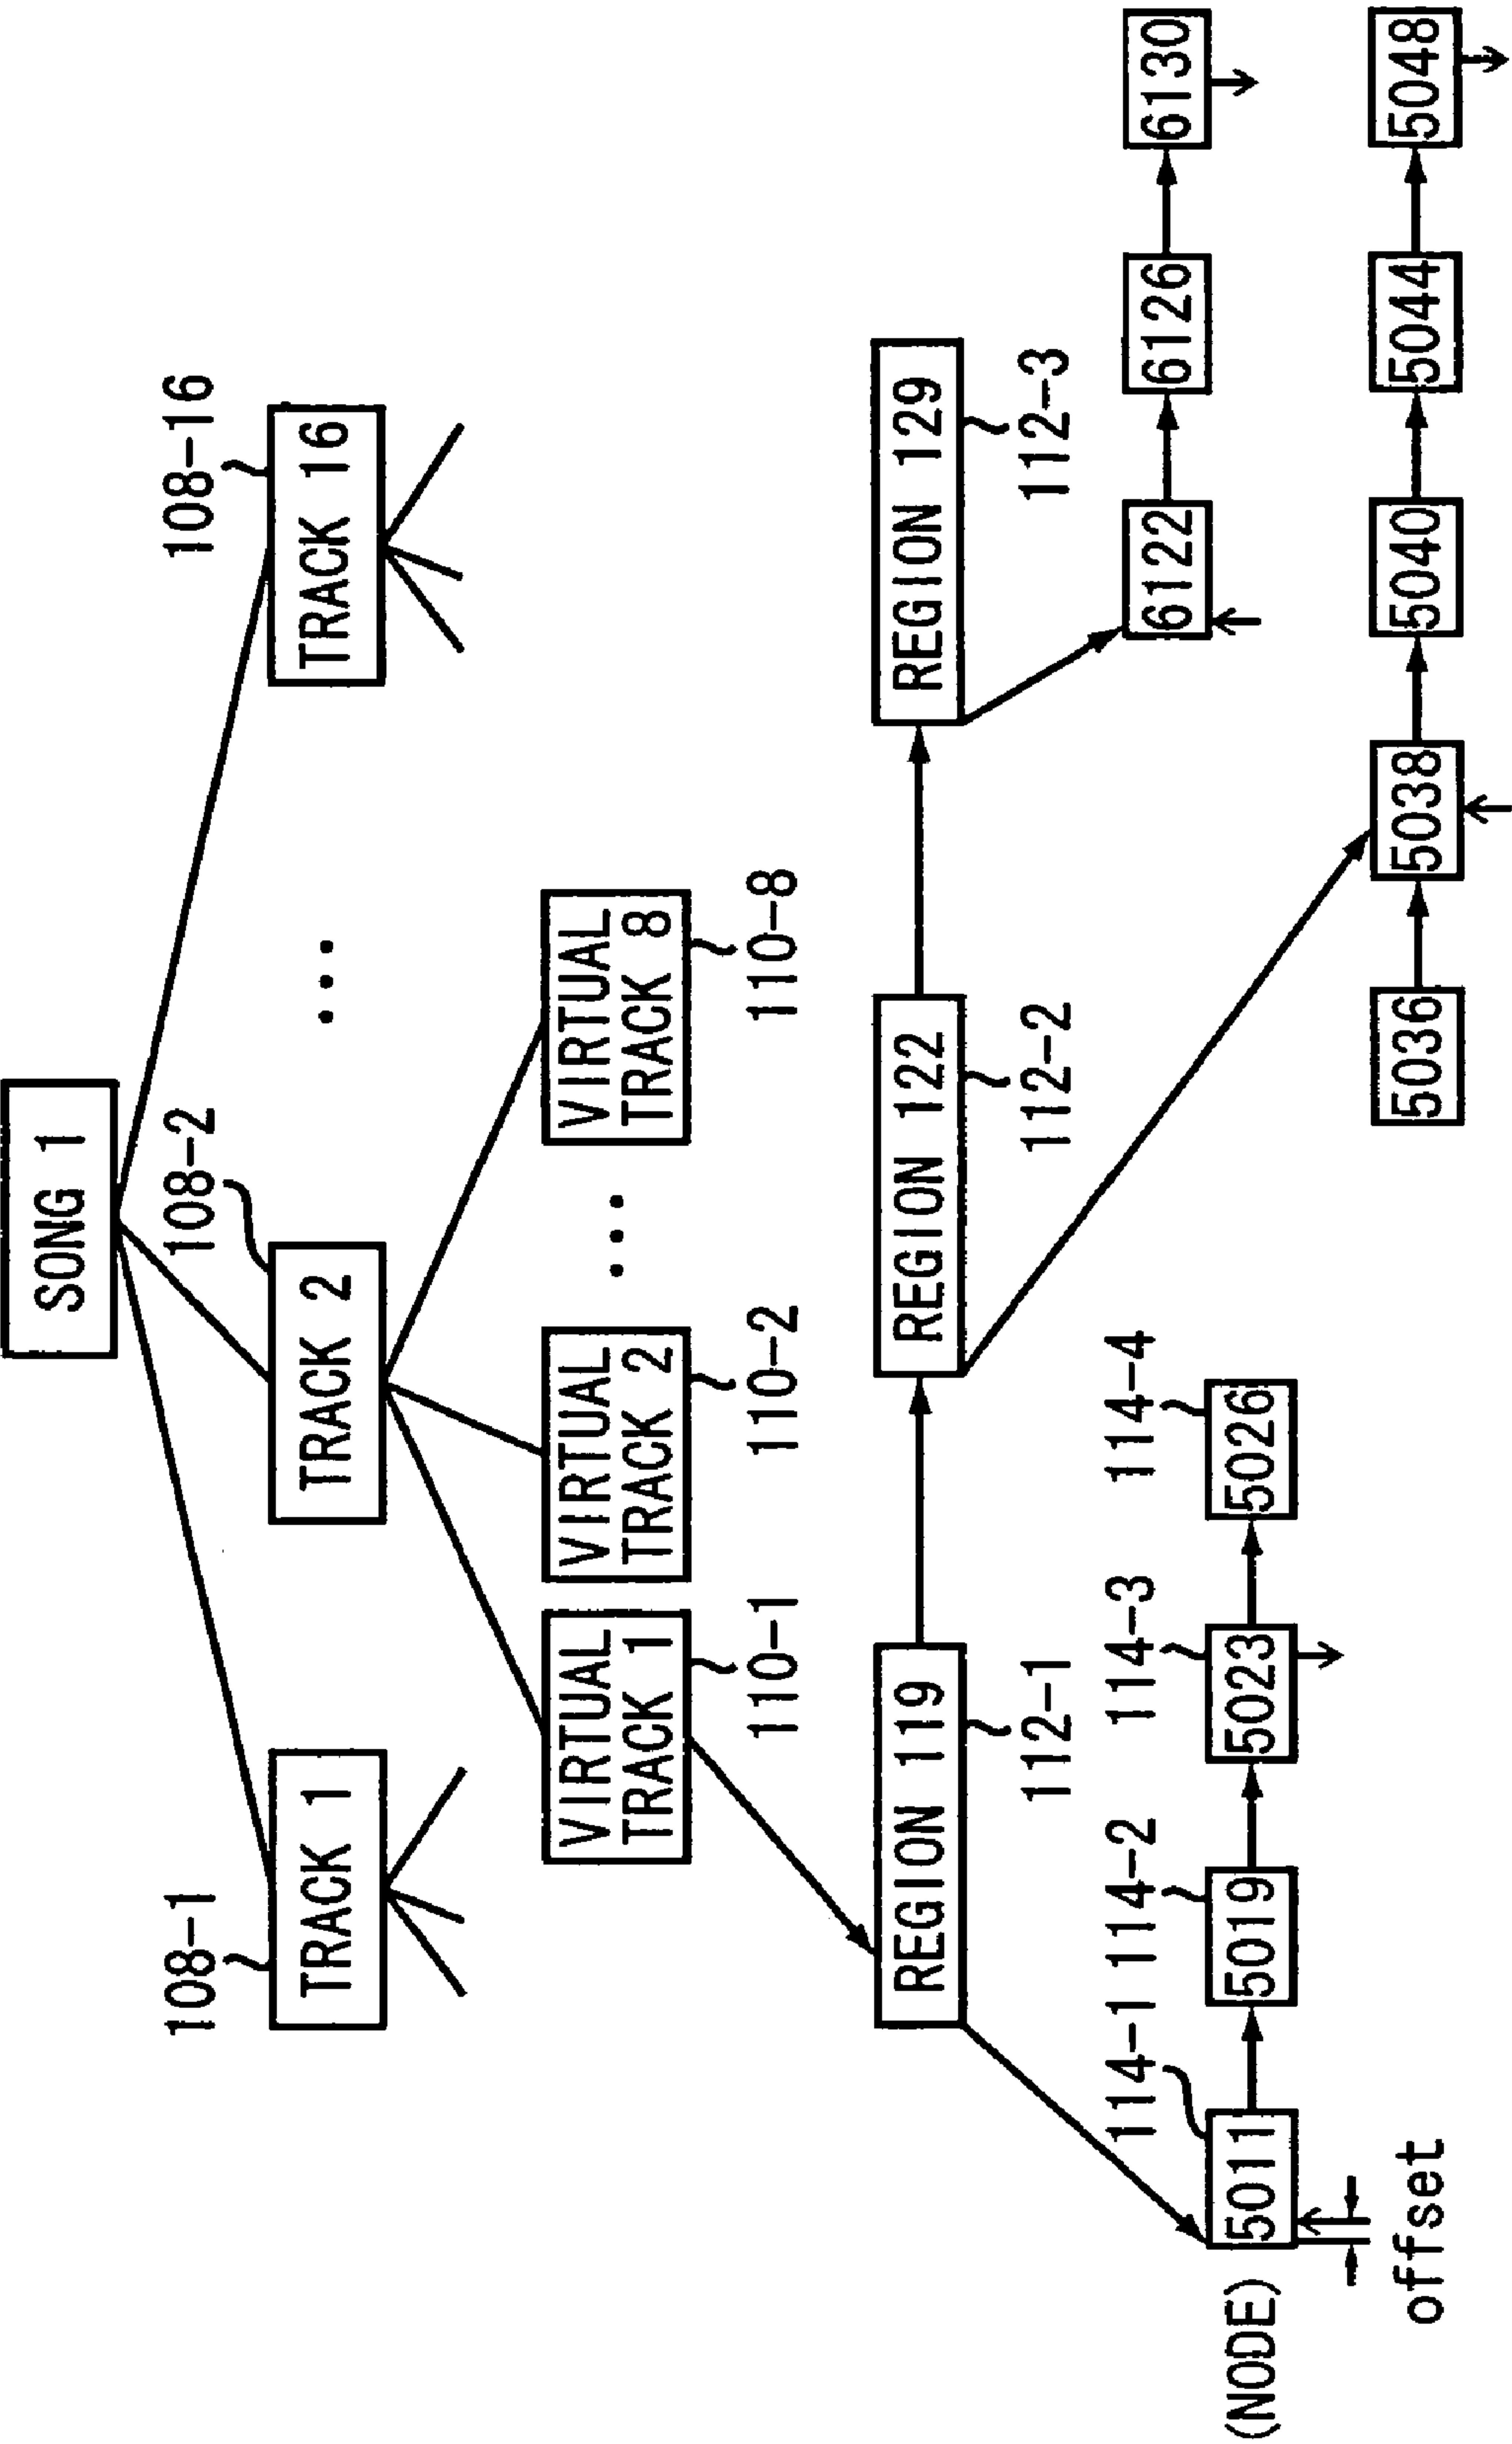 SONG 1
108-1
108-2
108-16
TRACK 1
TRACK 2
...
TRACK 16
VIRTUAL
TRACK 1
VIRTUAL
TRACK 2
...
VIRTUAL
TRACK 8
110-1
110-2
110-8
REGION 119
REGION 122
REGION 129
112-1
112-2
112-3
114-1
114-2
114-3
114-4
(NODE)
5011
5019
5023
5026
6122
6126
6130
offset
5036
5038
5040
5044
5048